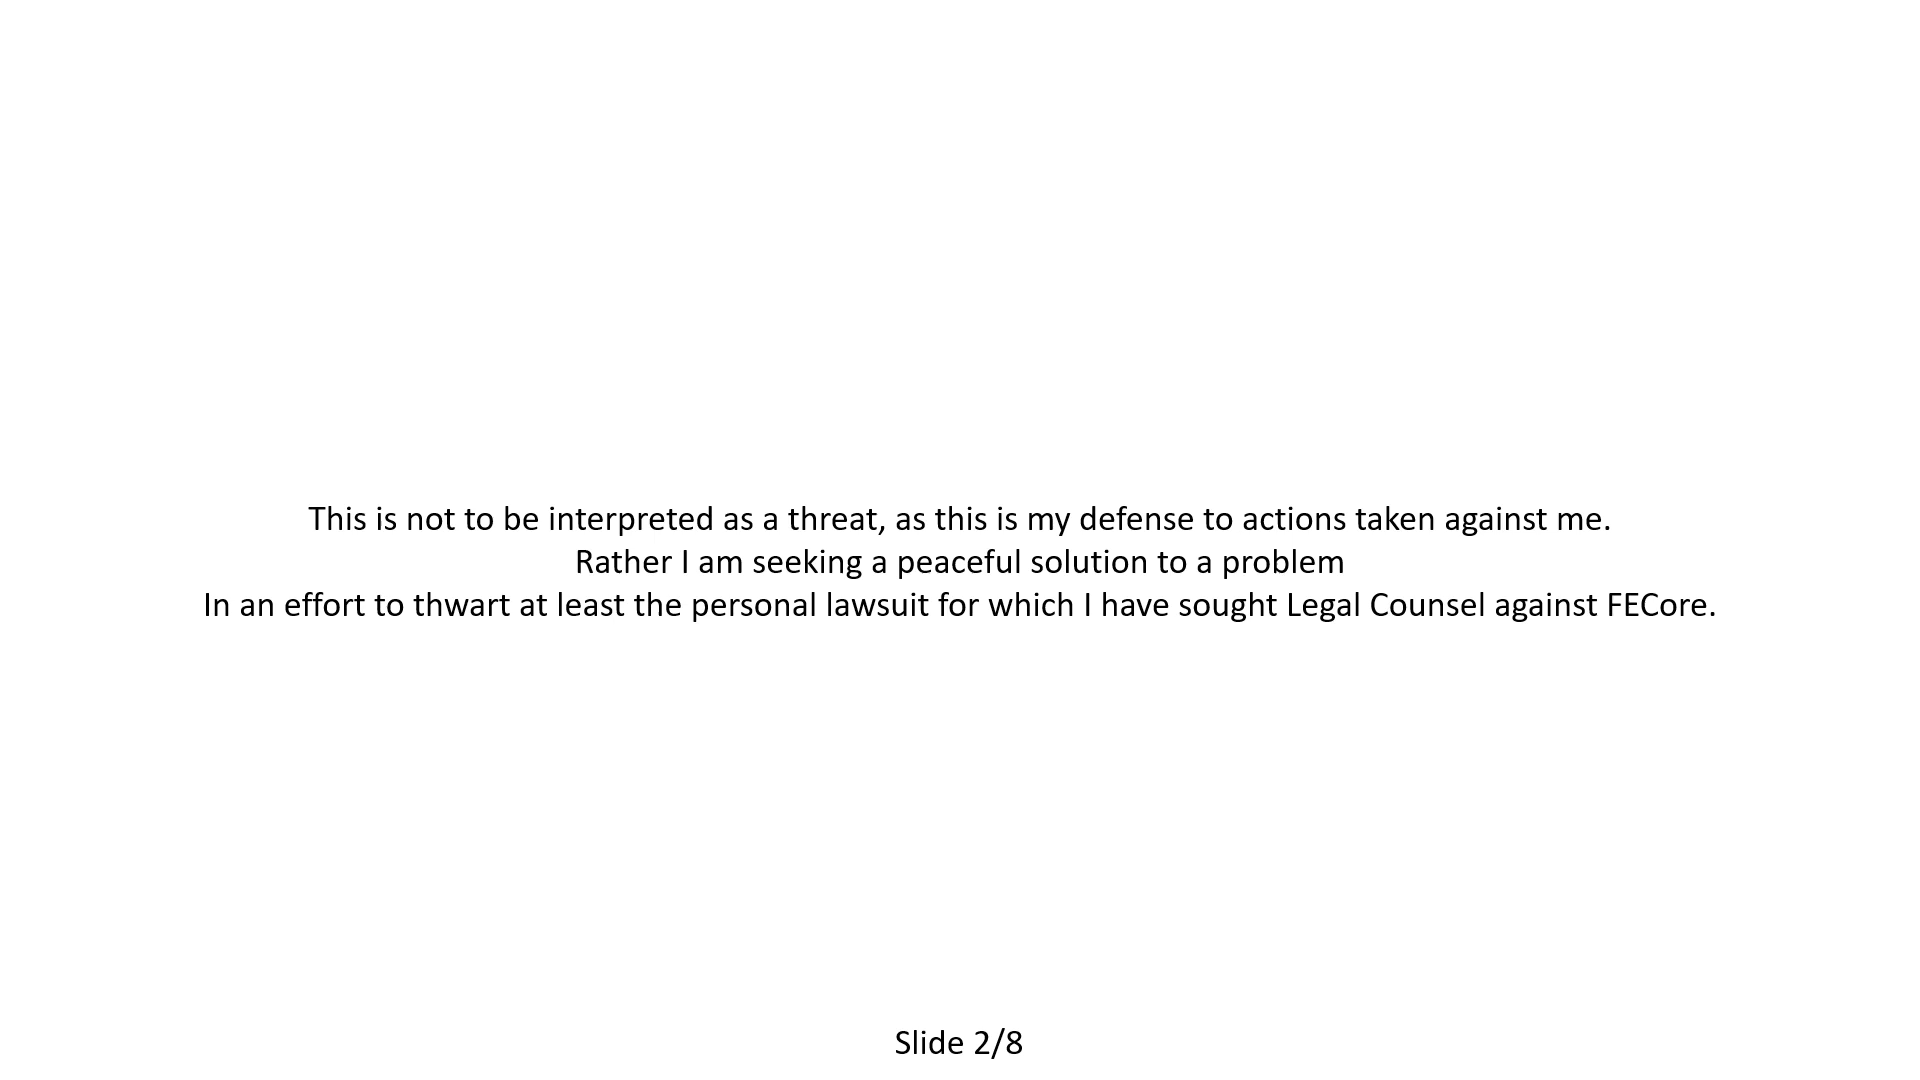 This is not to be interpreted as a threat, as this is my defense to actions taken against me.
Rather I am seeking a peaceful solution to a problem
In an effort to thwart at least the personal lawsuit for which I have sought Legal Counsel against FECore.
Slide 2/8